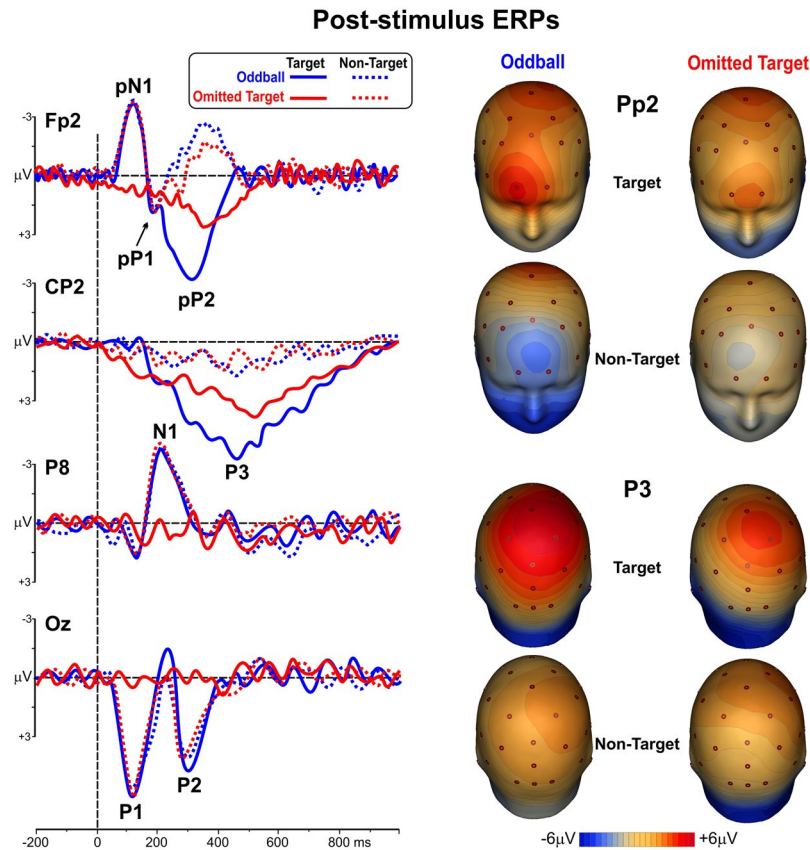 Post-stimulus ERPs
Target Non-Target
Oddball
Omitted Target
Oddball Omitted Target
Fp2
-3
μV
+3
pN1
pP1
pP2
Pp2
Target
Non-Target
CP2
-3
μV
+3
P3
P8
-3
μV
+3
N1
P3
Target
Non-Target
Oz
-3
μV
+3
P1
P2
-200 0 200 400 600 800 ms
-6μV +6μV